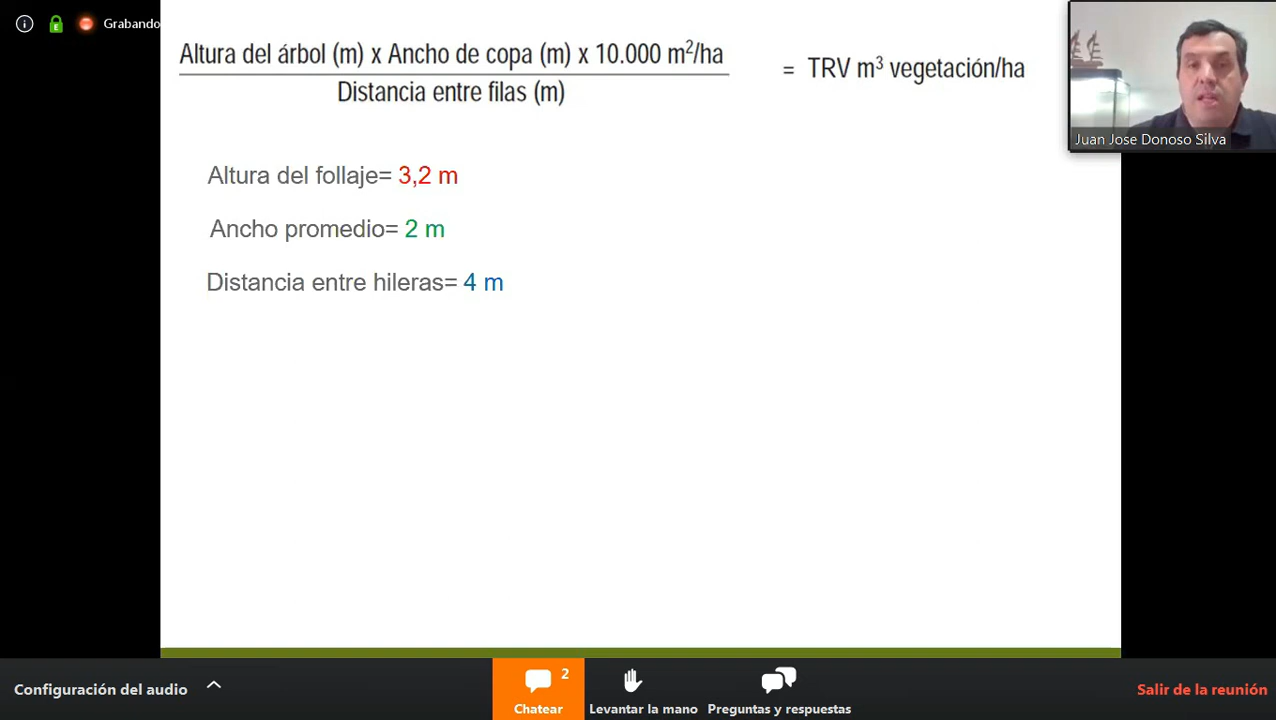 Grabando
Altura del árbol (m) x Ancho de copa (m) x 10.000 m²/ha
Distancia entre filas (m)
= TRV m³ vegetación/ha
Juan Jose Donoso Silva
Altura del follaje= 3,2 m
Ancho promedio= 2 m
Distancia entre hileras= 4 m
Configuración del audio
2
Chatear
Levantar la mano
Preguntas y respuestas
Salir de la reunión